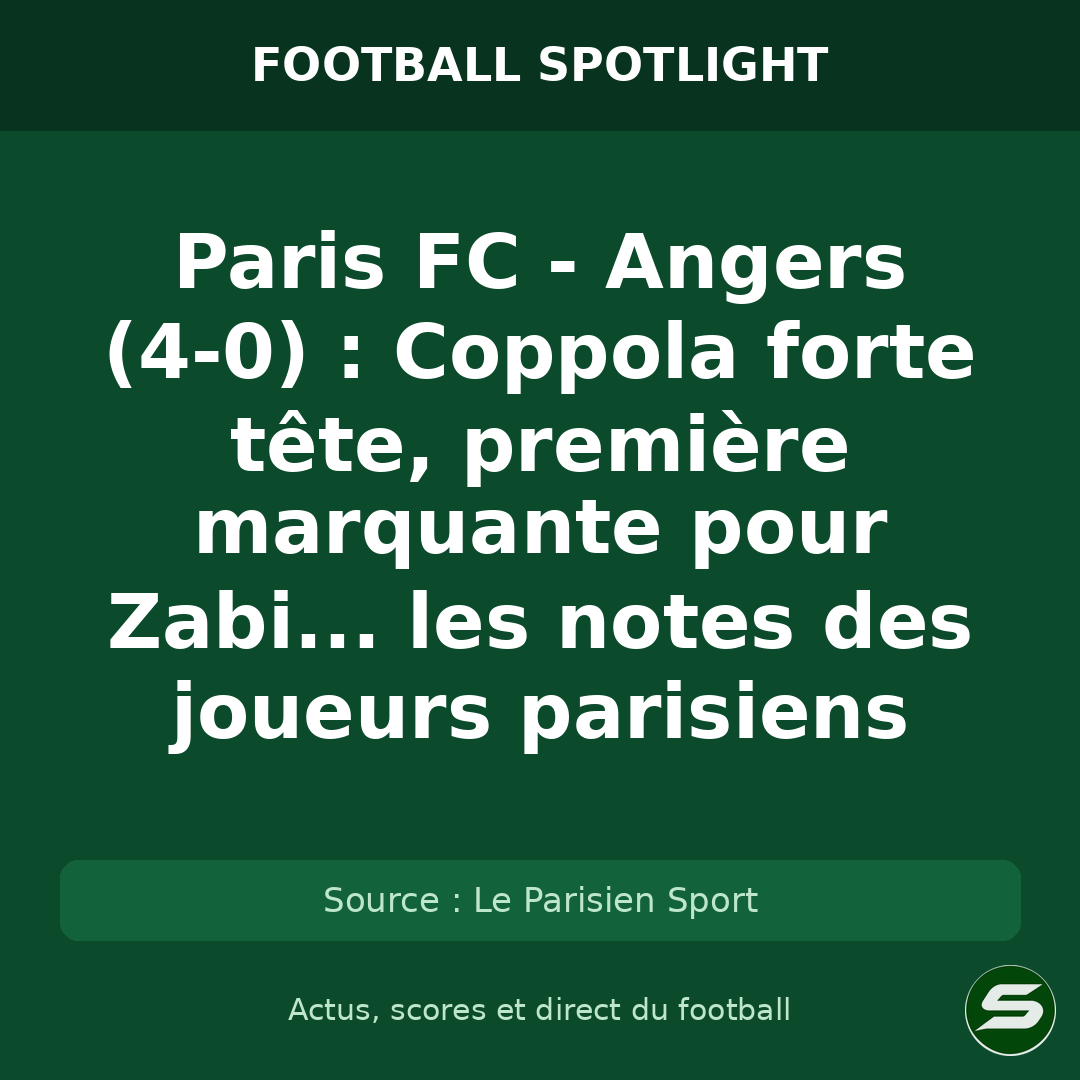 FOOTBALL SPOTLIGHT
Paris FC - Angers
(4-0) : Coppola forte
tête, première
marquante pour
Zabi... les notes des
joueurs parisiens
Source : Le Parisien Sport
Actus, scores et direct du football
S